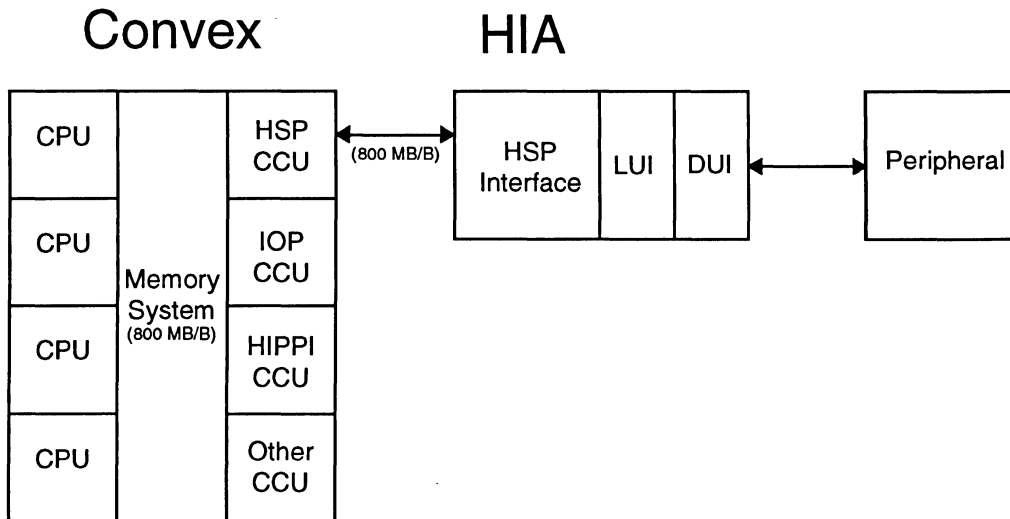 Convex
HIA
CPU
CPU
CPU
CPU
Memory
System
(800 MB/B)
HSP
CCU
IOP
CCU
HIPPI
CCU
Other
CCU
(800 MB/B)
HSP
Interface
LUI
DUI
Peripheral